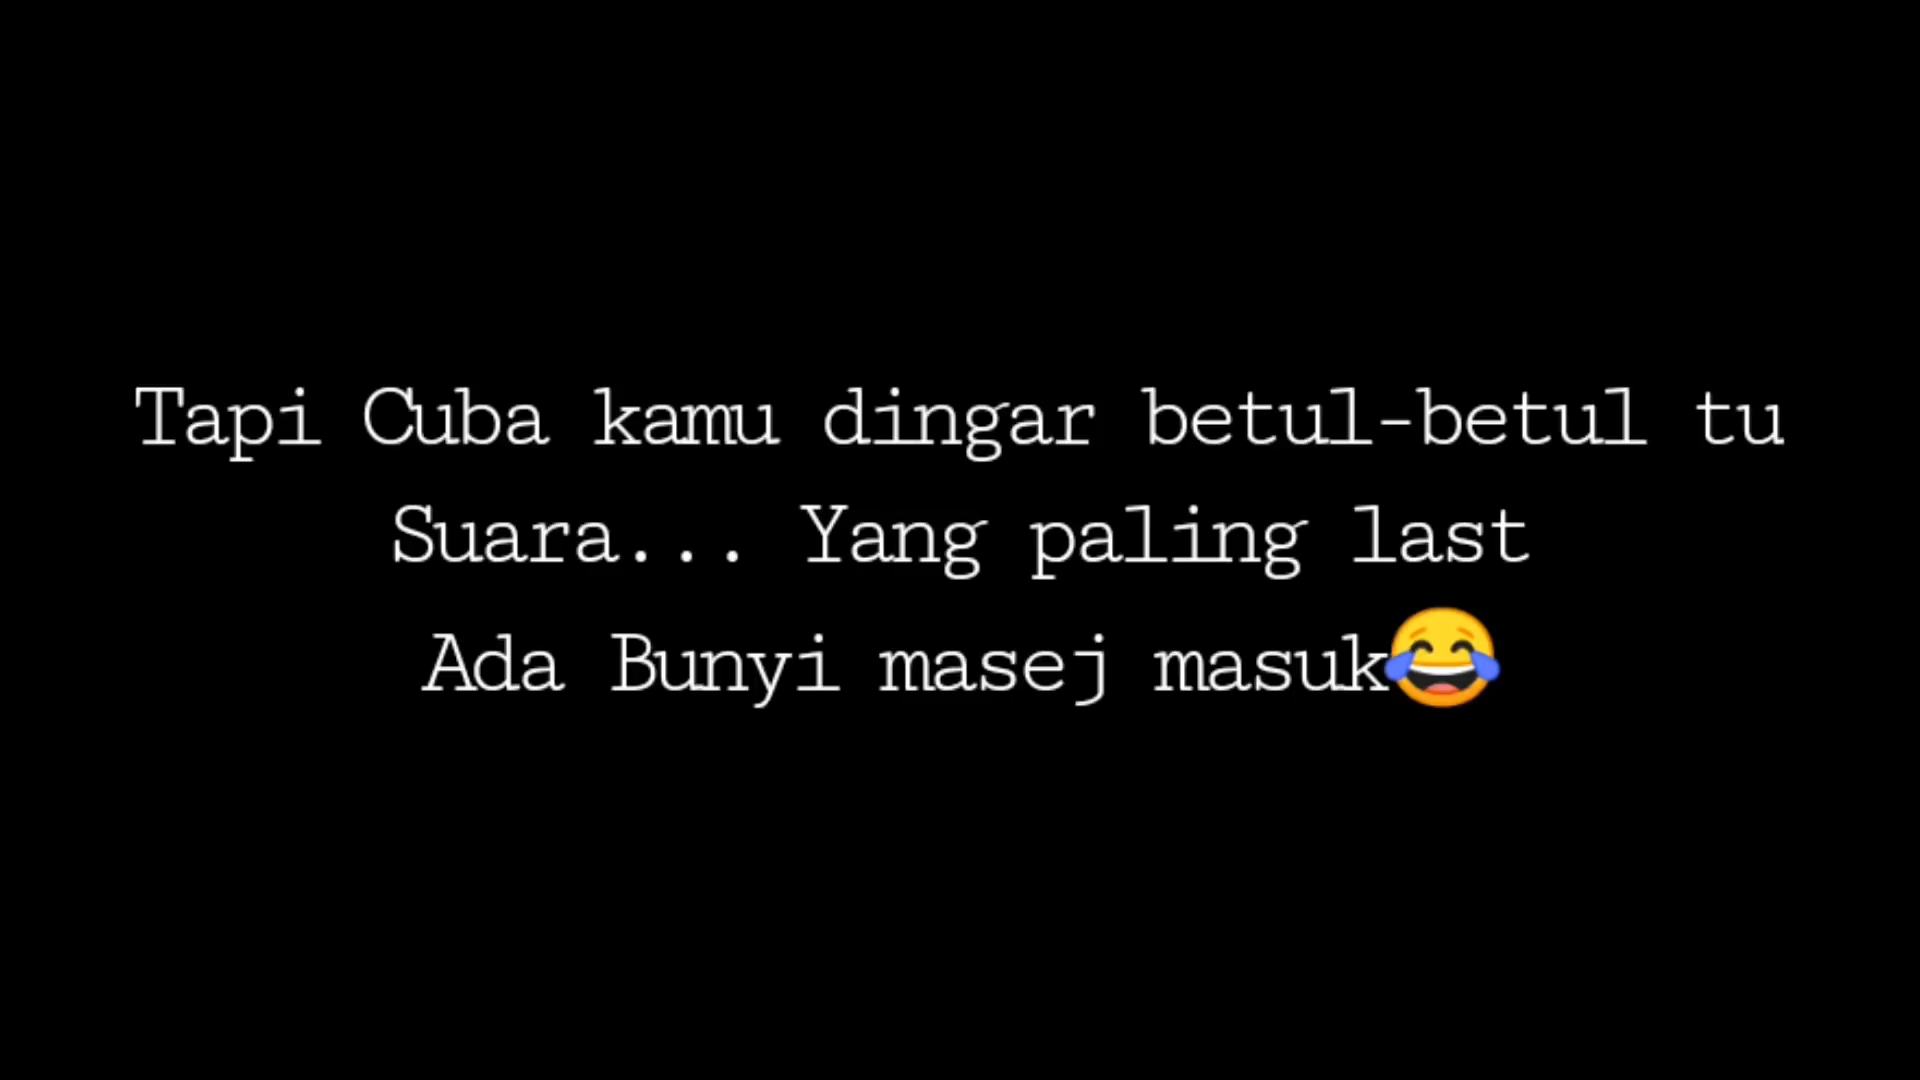 Tapi Cuba kamu dingar betul-betul tu
Suara... Yang paling last
Ada Bunyi masej masuk😂